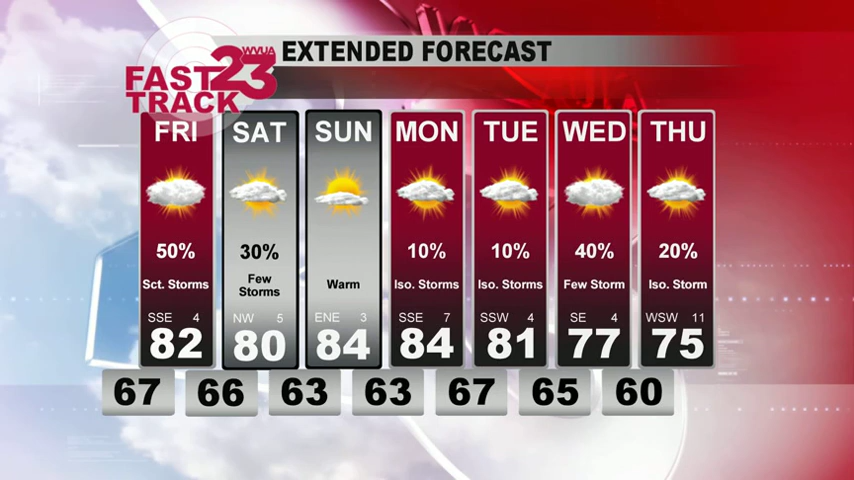 WVUA
23
FAST
TRACK
EXTENDED FORECAST
FRI
50%
Sct. Storms
SSE 4
82
SAT
30%
Few
Storms
NW 5
80
SUN
Warm
ENE 3
84
MON
10%
Iso. Storms
SSE 7
84
TUE
10%
Iso. Storms
SSW 4
81
WED
40%
Few Storm
SE 4
77
THU
20%
Iso. Storm
WSW 11
75
67 66 63 63 67 65 60